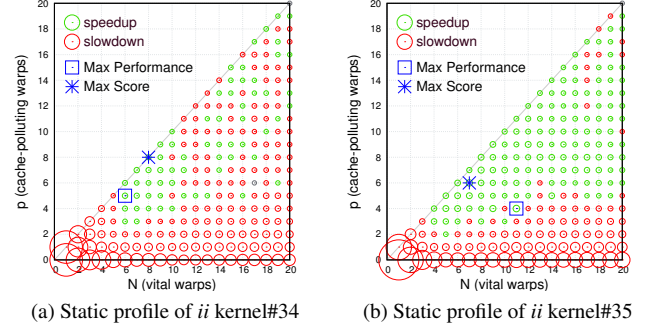 20
18
16
14
12
10
8
6
4
2
0
p (cache-polluting warps)
speedup
slowdown
Max Performance
Max Score
0 2 4 6 8 10 12 14 16 18 20
N (vital warps)
(a) Static profile of ii kernel#34
20
18
16
14
12
10
8
6
4
2
0
p (cache-polluting warps)
speedup
slowdown
Max Performance
Max Score
0 2 4 6 8 10 12 14 16 18 20
N (vital warps)
(b) Static profile of ii kernel#35